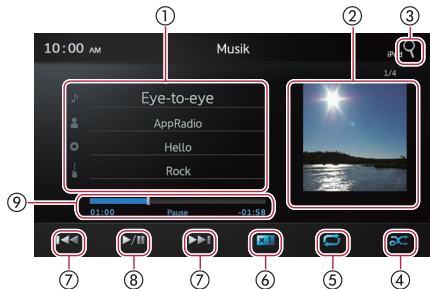 ① ② ③
10:00 AM Musik iPod
1/4
Eye-to-eye
AppRadio
Hello
Rock
⑨
01:00 Pause -01:58
x1
⑦ ⑧ ⑦ ⑥ ⑤ ④